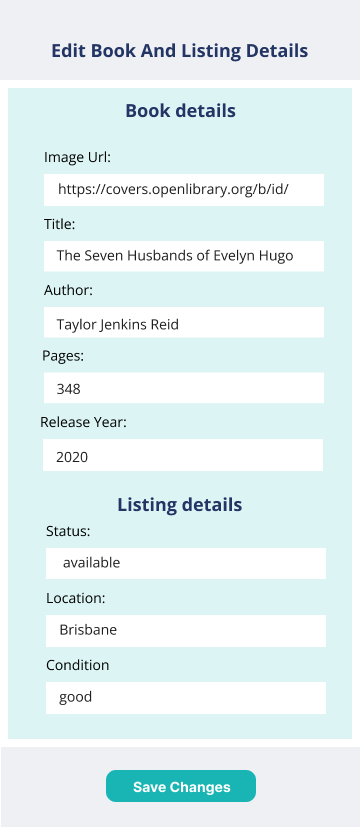 Edit Book And Listing Details
Book details
Image Url:
https://covers.openlibrary.org/b/id/
Title:
The Seven Husbands of Evelyn Hugo
Author:
Taylor Jenkins Reid
Pages:
348
Release Year:
2020
Listing details
Status:
available
Location:
Brisbane
Condition
good
Save Changes